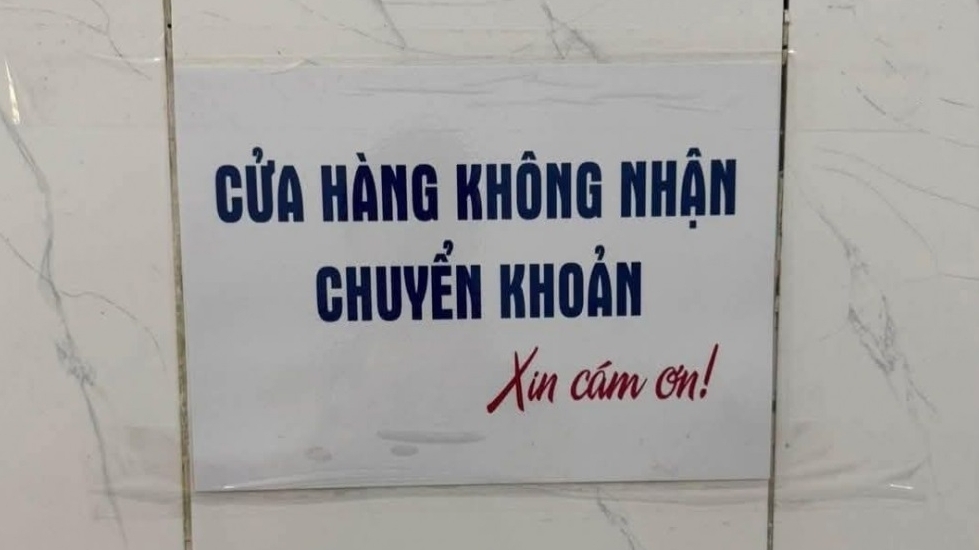 CỬA HÀNG KHÔNG NHẬN
CHUYỂN KHOẢN
Xin cám ơn!